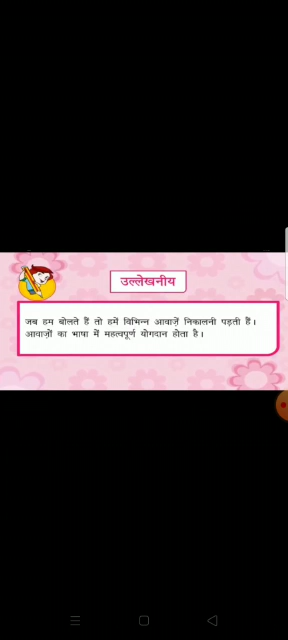 उल्लेखनीय
जब हम बोलते हैं तो हमें विभिन्न आवाज़ें निकालनी पड़ती हैं।
आवाज़ों का भाषा में महत्वपूर्ण योगदान होता है।